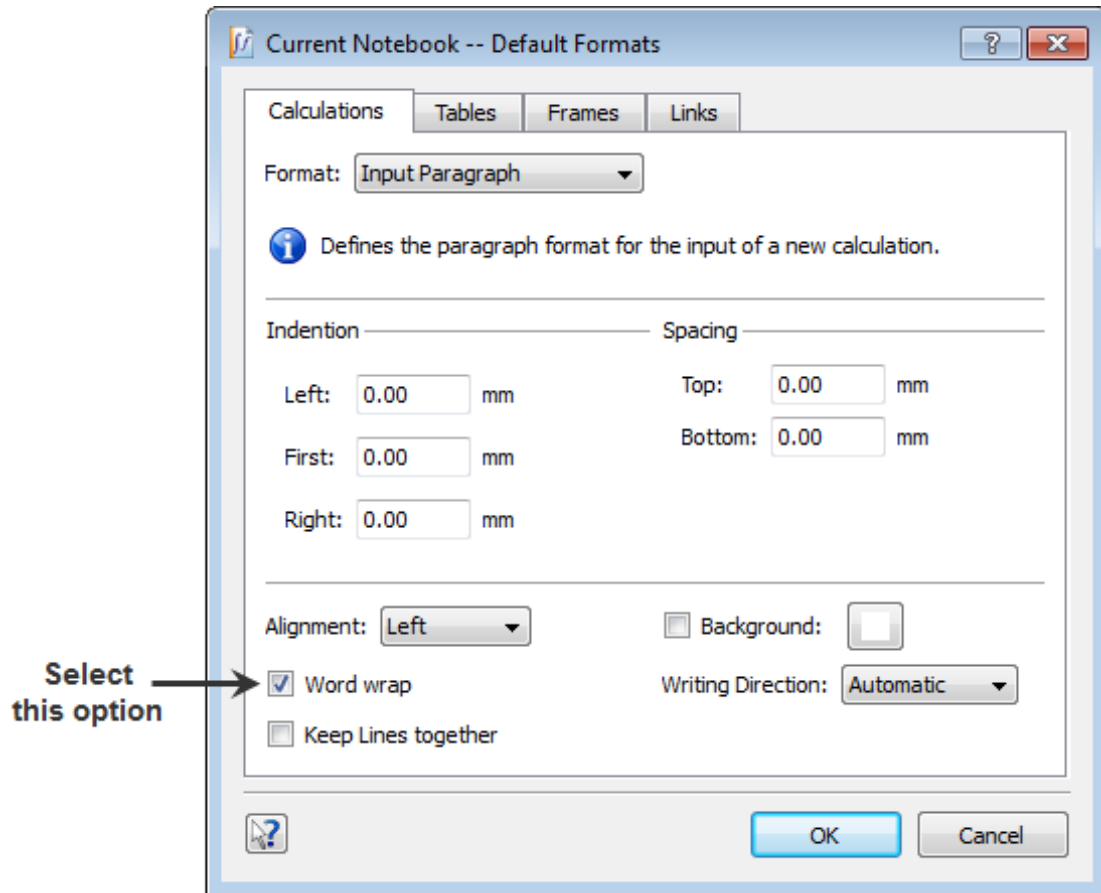 Current Notebook -- Default Formats
Calculations Tables Frames Links
Format: Input Paragraph
Defines the paragraph format for the input of a new calculation.
Indention Spacing
Left: 0.00 mm Top: 0.00 mm
Bottom: 0.00 mm
First: 0.00 mm
Right: 0.00 mm
Alignment: Left Background:
Select this option
Word wrap Writing Direction: Automatic
Keep Lines together
OK Cancel